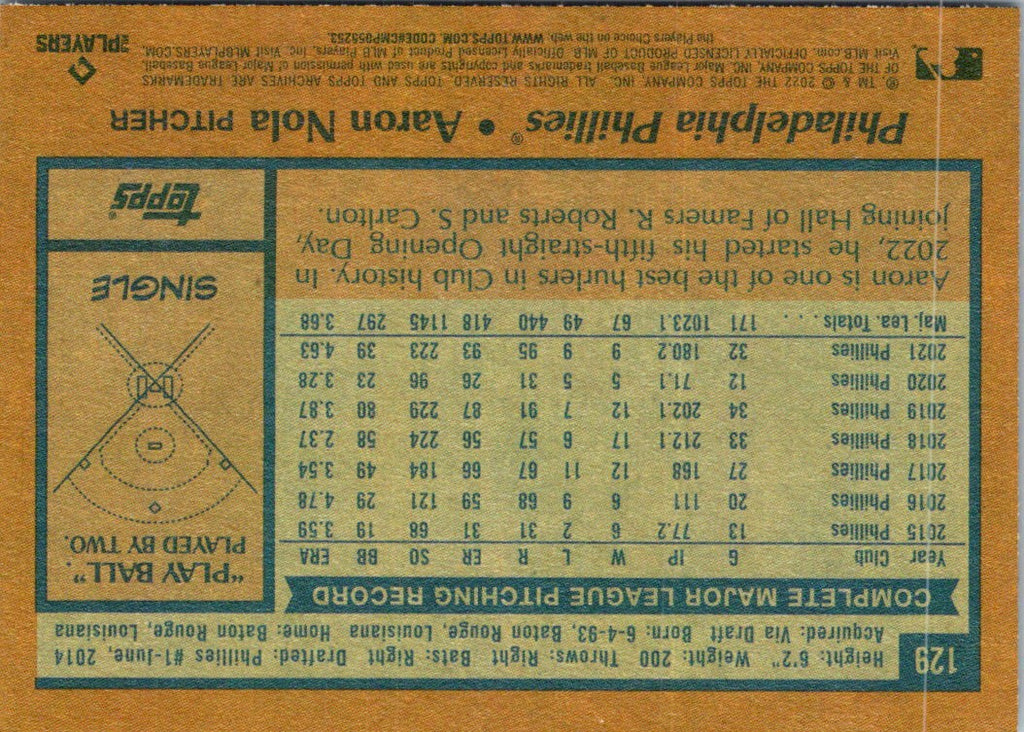 129
Height: 6'2" Weight: 200 Throws: Right Bats: Right Drafted: Phillies #1-June, 2014
Acquired: Via Draft Born: 6-4-93, Baton Rouge, Louisiana Home: Baton Rouge, Louisiana
COMPLETE MAJOR LEAGUE PITCHING RECORD
Year Club G IP W L R ER SO BB ERA
2015 Phillies 13 77.2 6 2 31 31 68 19 3.59
2016 Phillies 20 111 6 9 68 59 121 29 4.78
2017 Phillies 27 168 12 11 67 66 184 49 3.54
2018 Phillies 33 212.1 17 6 57 56 224 58 2.37
2019 Phillies 34 202.1 12 7 91 87 229 80 3.87
2020 Phillies 12 71.1 5 5 31 26 96 23 3.28
2021 Phillies 32 180.2 9 9 95 93 223 39 4.63
Maj. Lea. Totals. . . . 171 1023.1 67 49 440 418 1145 297 3.68
Aaron is one of the best hurlers in Club history. In
2022, he started his fifth-straight Opening Day,
joining Hall of Famers R. Roberts and S. Carlton.
"PLAY BALL".
PLAYED BY TWO.
SINGLE
Topps®
Philadelphia Phillies® • Aaron Nola PITCHER
® TM & © 2022 THE TOPPS COMPANY, INC. ALL RIGHTS RESERVED. TOPPS AND TOPPS ARCHIVES ARE TRADEMARKS
OF THE TOPPS COMPANY, INC. Major League Baseball trademarks and copyrights are used with permission of Major League Baseball.
Visit MLB.com. OFFICIALLY LICENSED PRODUCT OF MLB Players, Inc. Visit MLBPLAYERS.COM,
the Players Choice on the web. WWW.TOPPS.COM CODE#CMP059253
MLB PLAYERS INC